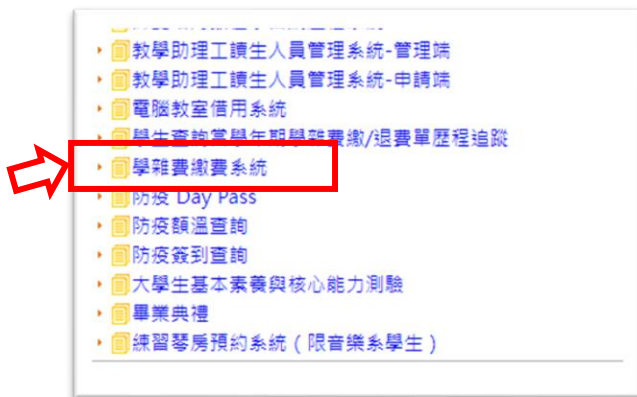 教學助理工讀生人員管理系統-管理端
教學助理工讀生人員管理系統-申請端
電腦教室借用系統
學生查詢當學年期學雜費繳/退費單歷程追蹤
學雜費繳費系統
防疫 Day Pass
防疫額溫查詢
防疫簽到查詢
大學生基本素養與核心能力測驗
畢業典禮
練習琴房預約系統 ( 限音樂系學生 )